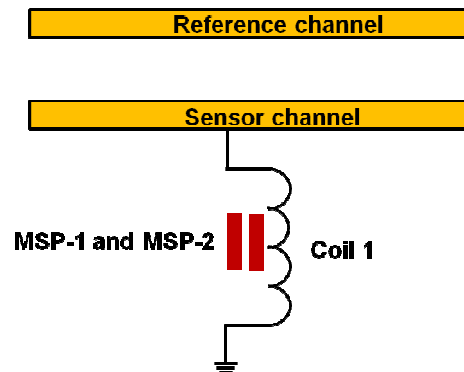 Reference channel
Sensor channel
MSP-1 and MSP-2
Coil 1